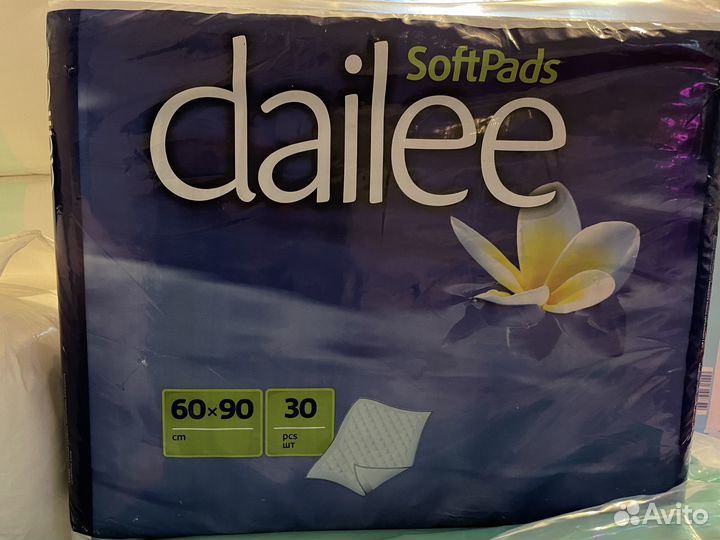 SoftPads
dailee
60×90
cm
30
pcs
шт
Avito